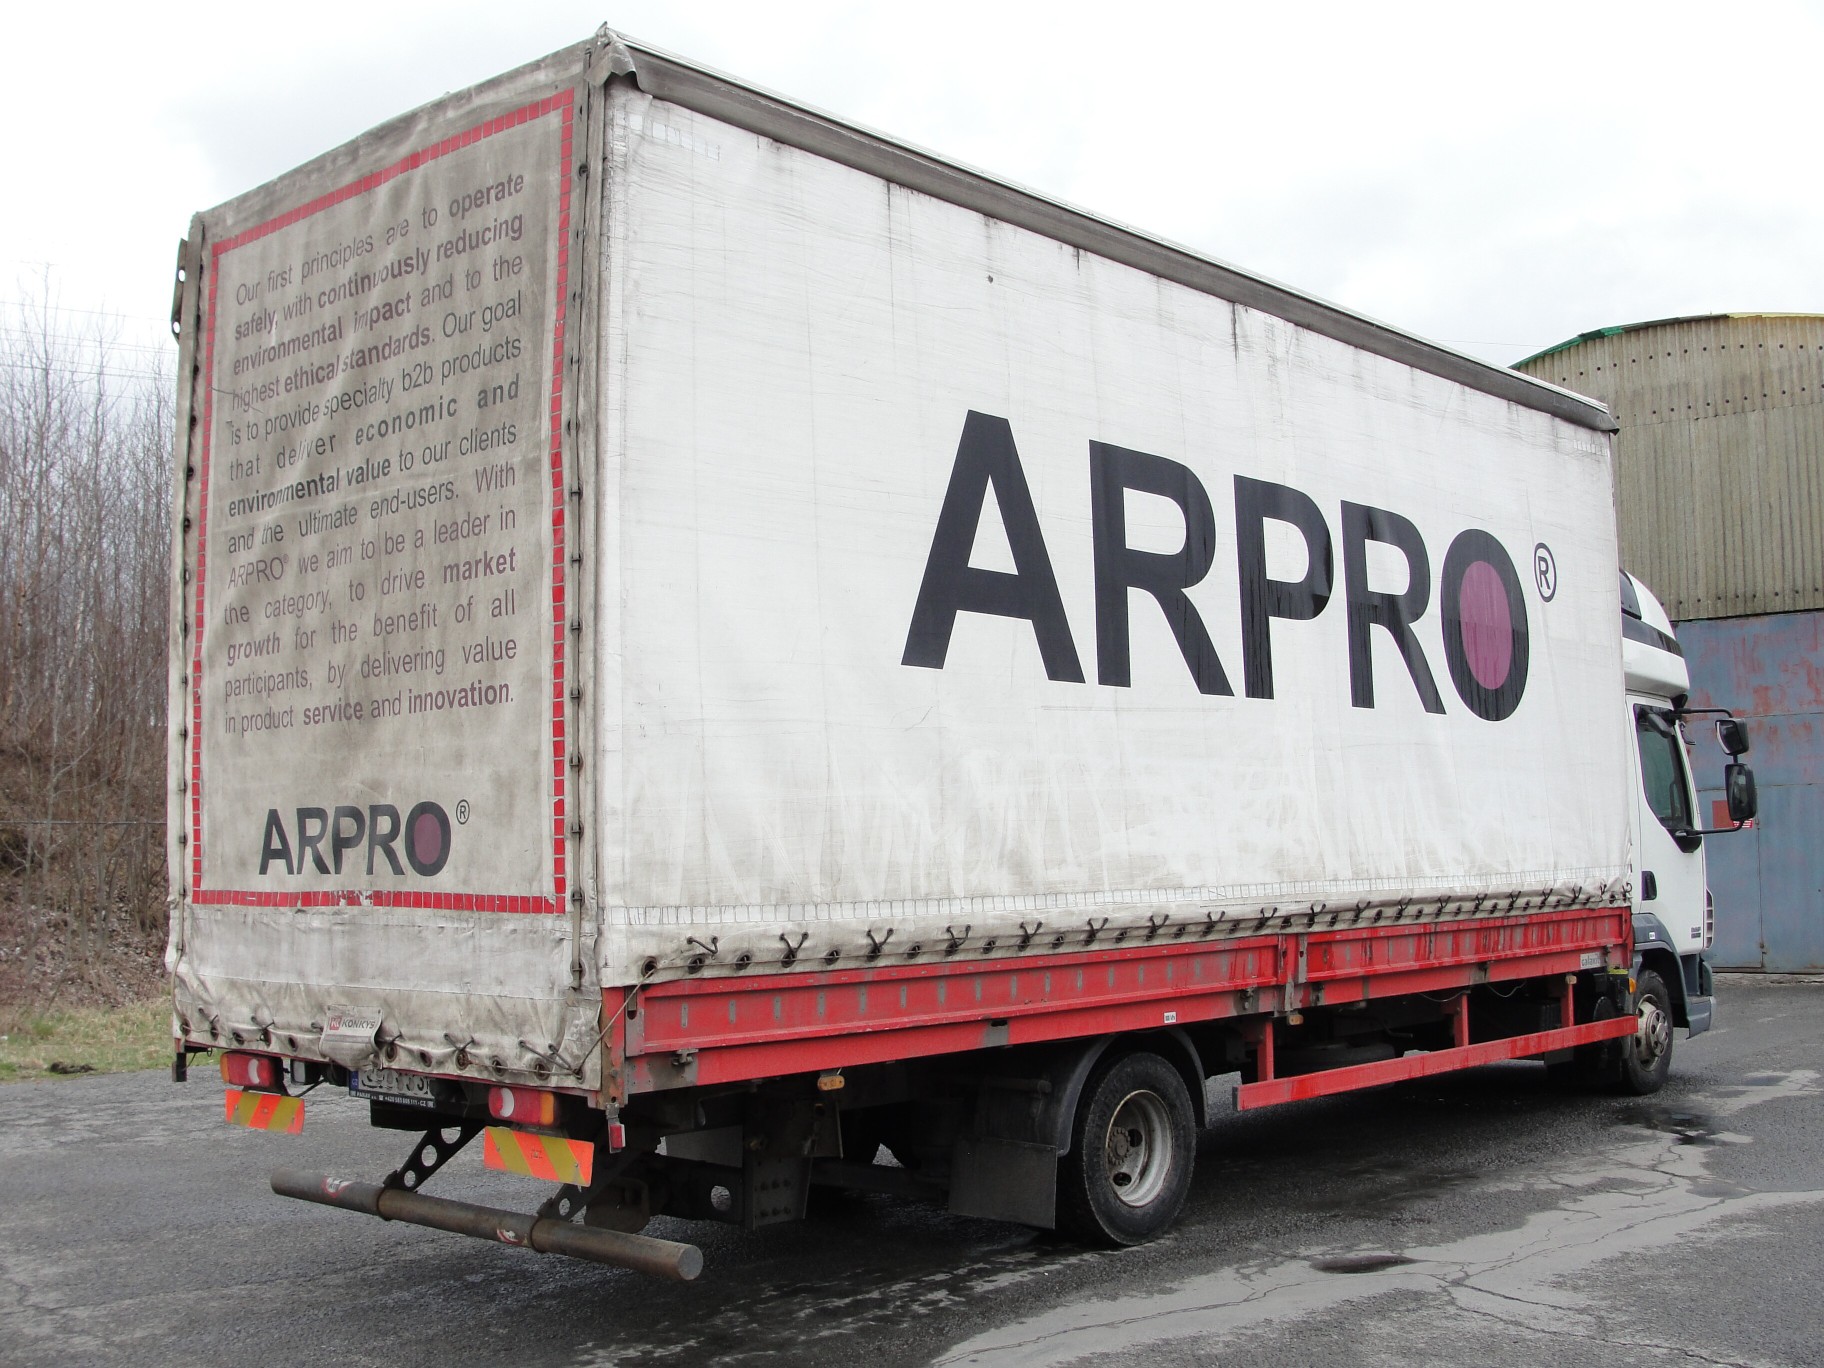 Our first principles are to operate
safely, with continuously reducing
environmental impact and to the
highest ethical standards. Our goal
is to provide specialty b2b products
that deliver economic and
environmental value to our clients
and the ultimate end-users. With
ARPRO® we aim to be a leader in
the category, to drive market
growth for the benefit of all
participants, by delivering value
in product service and innovation.
ARPRO®
ARPRO®
KONKYS